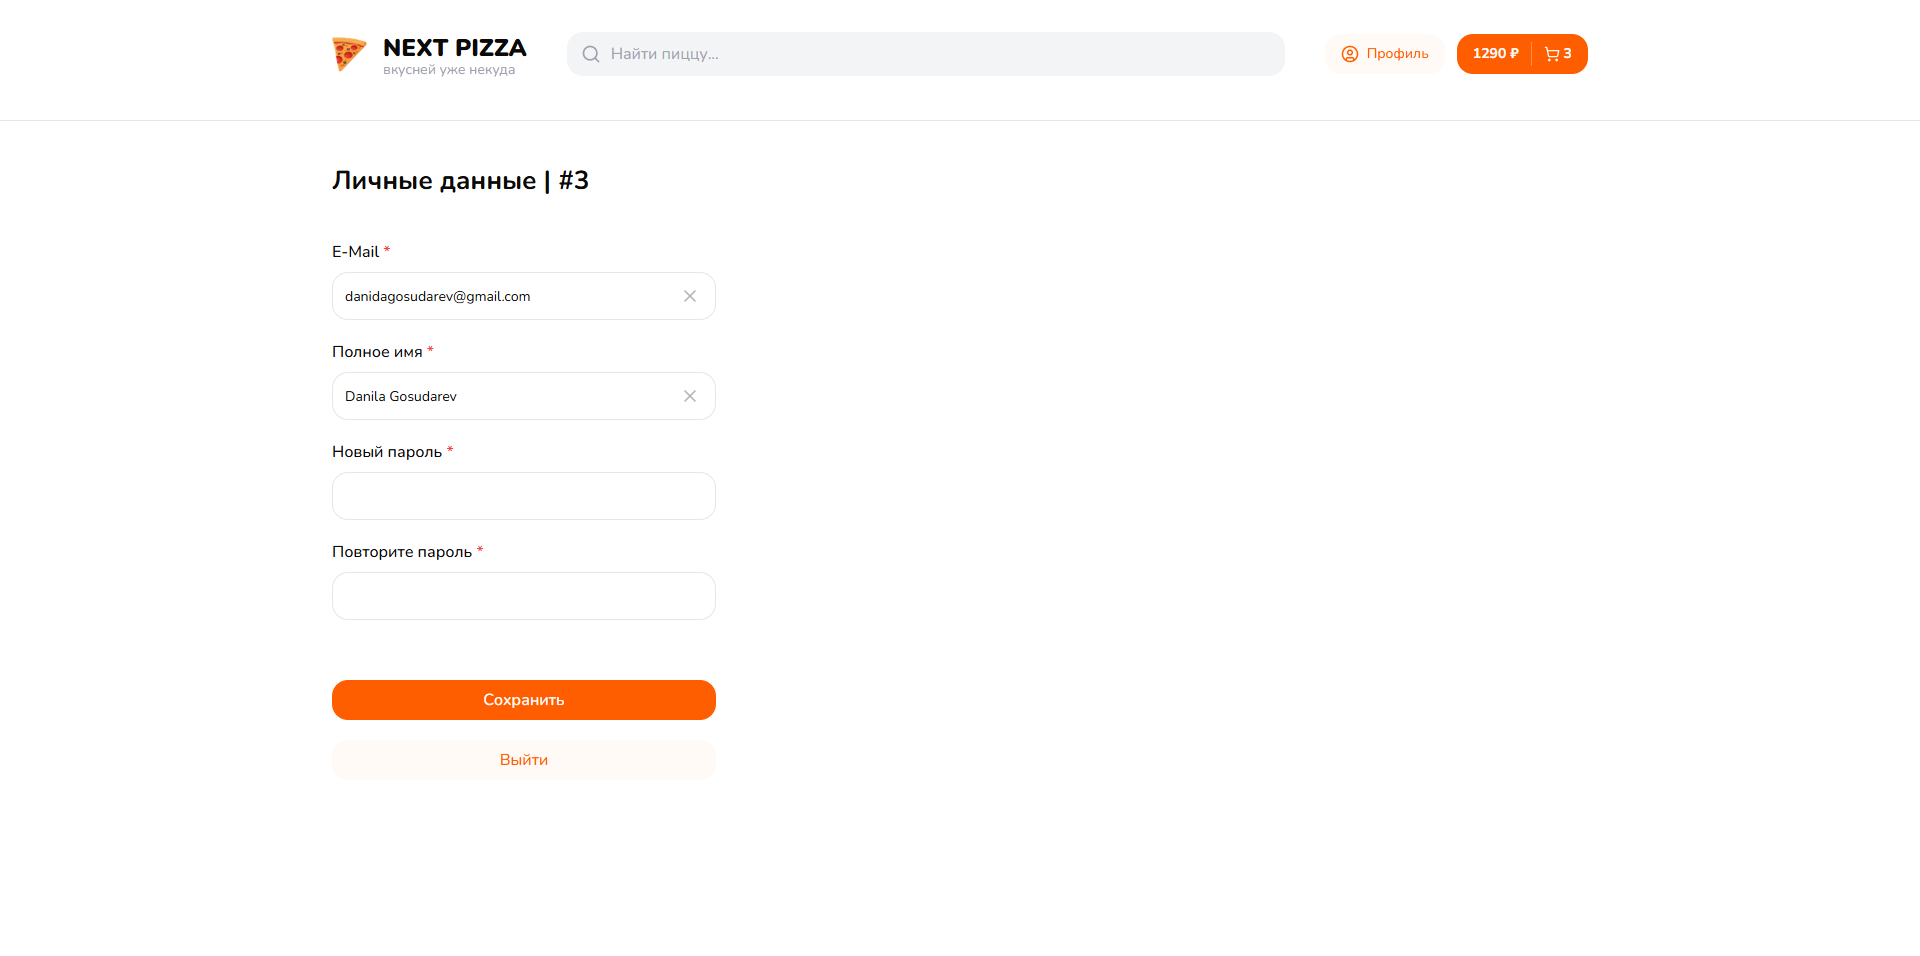 NEXT PIZZA
вкусней уже некуда
Найти пиццу...
Профиль
1290 ₽
3
Личные данные | #3
E-Mail *
danidagosudarev@gmail.com
Полное имя *
Danila Gosudarev
Новый пароль *
Повторите пароль *
Сохранить
Выйти